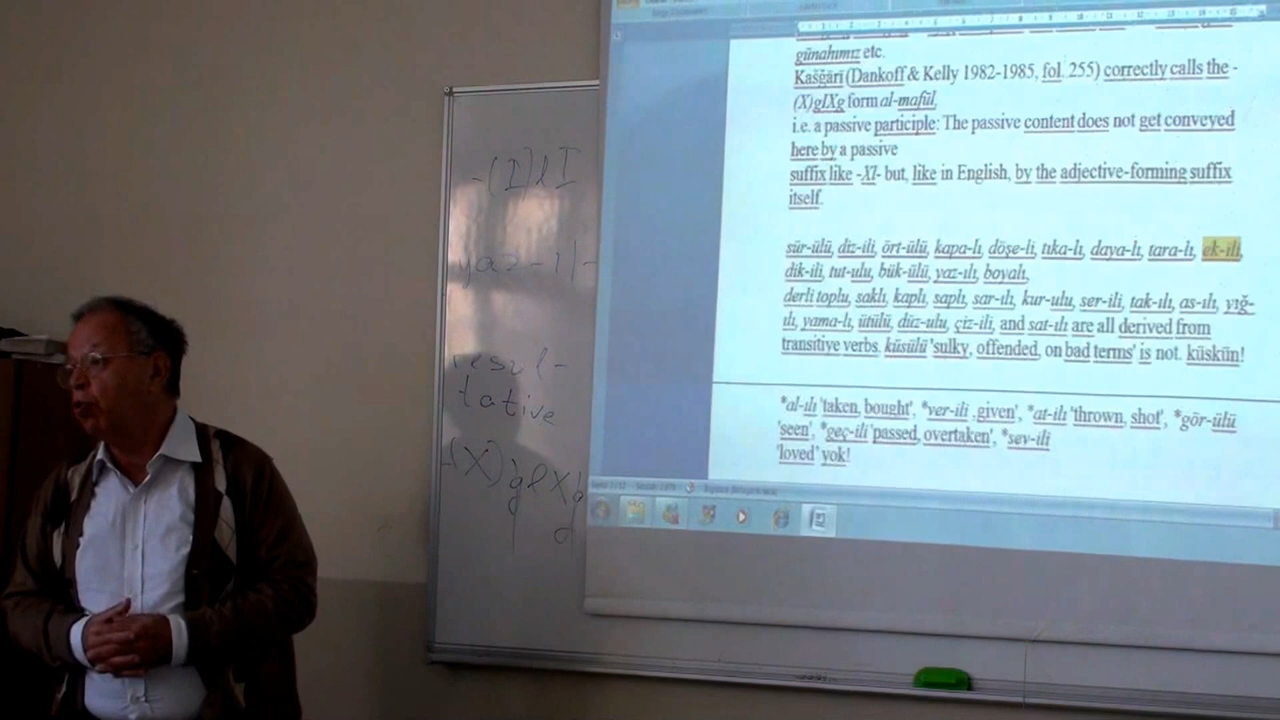 günahımız etc.
Kašġārī (Dankoff & Kelly 1982-1985, fol. 255) correctly calls the -
(X)glXg form al-mafūl,
i.e. a passive participle: The passive content does not get conveyed
here by a passive
suffix like -Xl- but, like in English, by the adjective-forming suffix
itself.
sür-ülü, diz-ili, ört-ülü, kapa-lı, döşe-li, tıka-lı, daya-lı, tara-lı, ek-ili,
dik-ili, tut-ulu, bük-ülü, yaz-ılı, boyalı,
derli toplu, saklı, kaplı, saplı, sar-ılı, kur-ulu, ser-ili, tak-ılı, as-ılı, yığ-
ılı, yama-lı, ütülü, düz-ulu, çiz-ili, and sat-ılı are all derived from
transitive verbs. küsülü 'sulky, offended, on bad terms' is not. küskün!
*al-ılı 'taken, bought', *ver-ili ,given', *at-ılı 'thrown, shot', *gör-ülü
'seen', *geç-ili 'passed, overtaken', *sev-ili
'loved' yok!
-(I)lI
yaz-ıl-
resul-
tative
(X)glXg